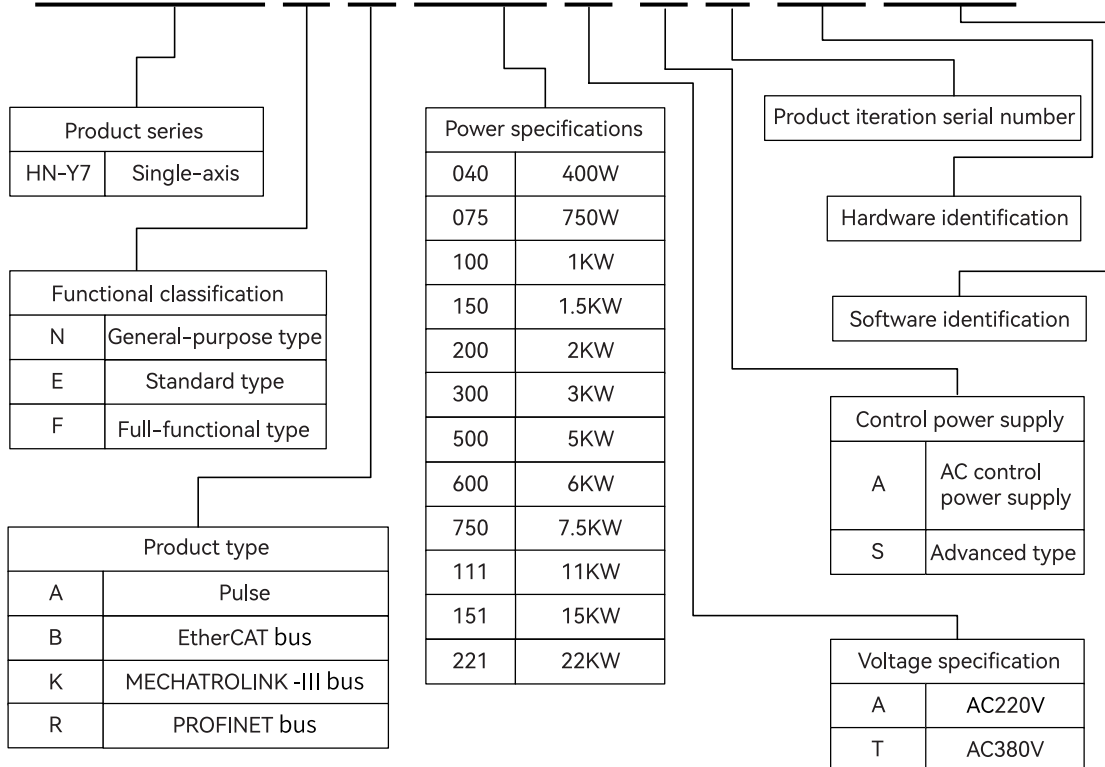 Product series
HN-Y7 Single-axis
Functional classification
N General-purpose type
E Standard type
F Full-functional type
Product type
A Pulse
B EtherCAT bus
K MECHATROLINK -III bus
R PROFINET bus
Power specifications
040 400W
075 750W
100 1KW
150 1.5KW
200 2KW
300 3KW
500 5KW
600 6KW
750 7.5KW
111 11KW
151 15KW
221 22KW
Product iteration serial number
Hardware identification
Software identification
Control power supply
A AC control
power supply
S Advanced type
Voltage specification
A AC220V
T AC380V